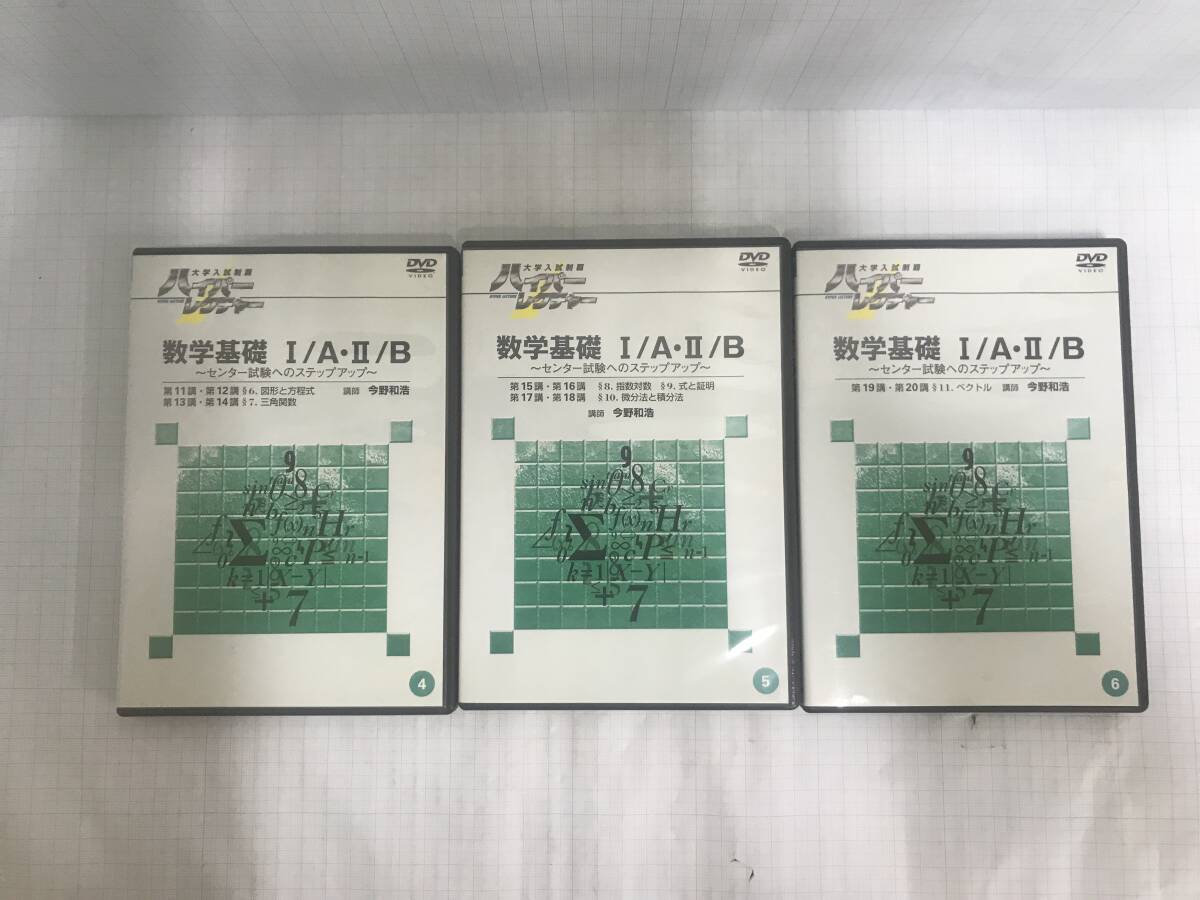 大学入試制覇
ハイパー
レクチャー
HYPER LECTURE
DVD
VIDEO
数学基礎 Ⅰ/A・Ⅱ/B
～センター試験へのステップアップ～
第11講・第12講 §6. 図形と方程式 講師 今野和浩
第13講・第14講 §7. 三角関数
4
大学入試制覇
ハイパー
レクチャー
HYPER LECTURE
DVD
VIDEO
数学基礎 Ⅰ/A・Ⅱ/B
～センター試験へのステップアップ～
第15講・第16講 §8. 指数対数 §9. 式と証明
第17講・第18講 §10. 微分法と積分法
講師 今野和浩
5
大学入試制覇
ハイパー
レクチャー
HYPER LECTURE
DVD
VIDEO
数学基礎 Ⅰ/A・Ⅱ/B
～センター試験へのステップアップ～
第19講・第20講 §11. ベクトル 講師 今野和浩
6